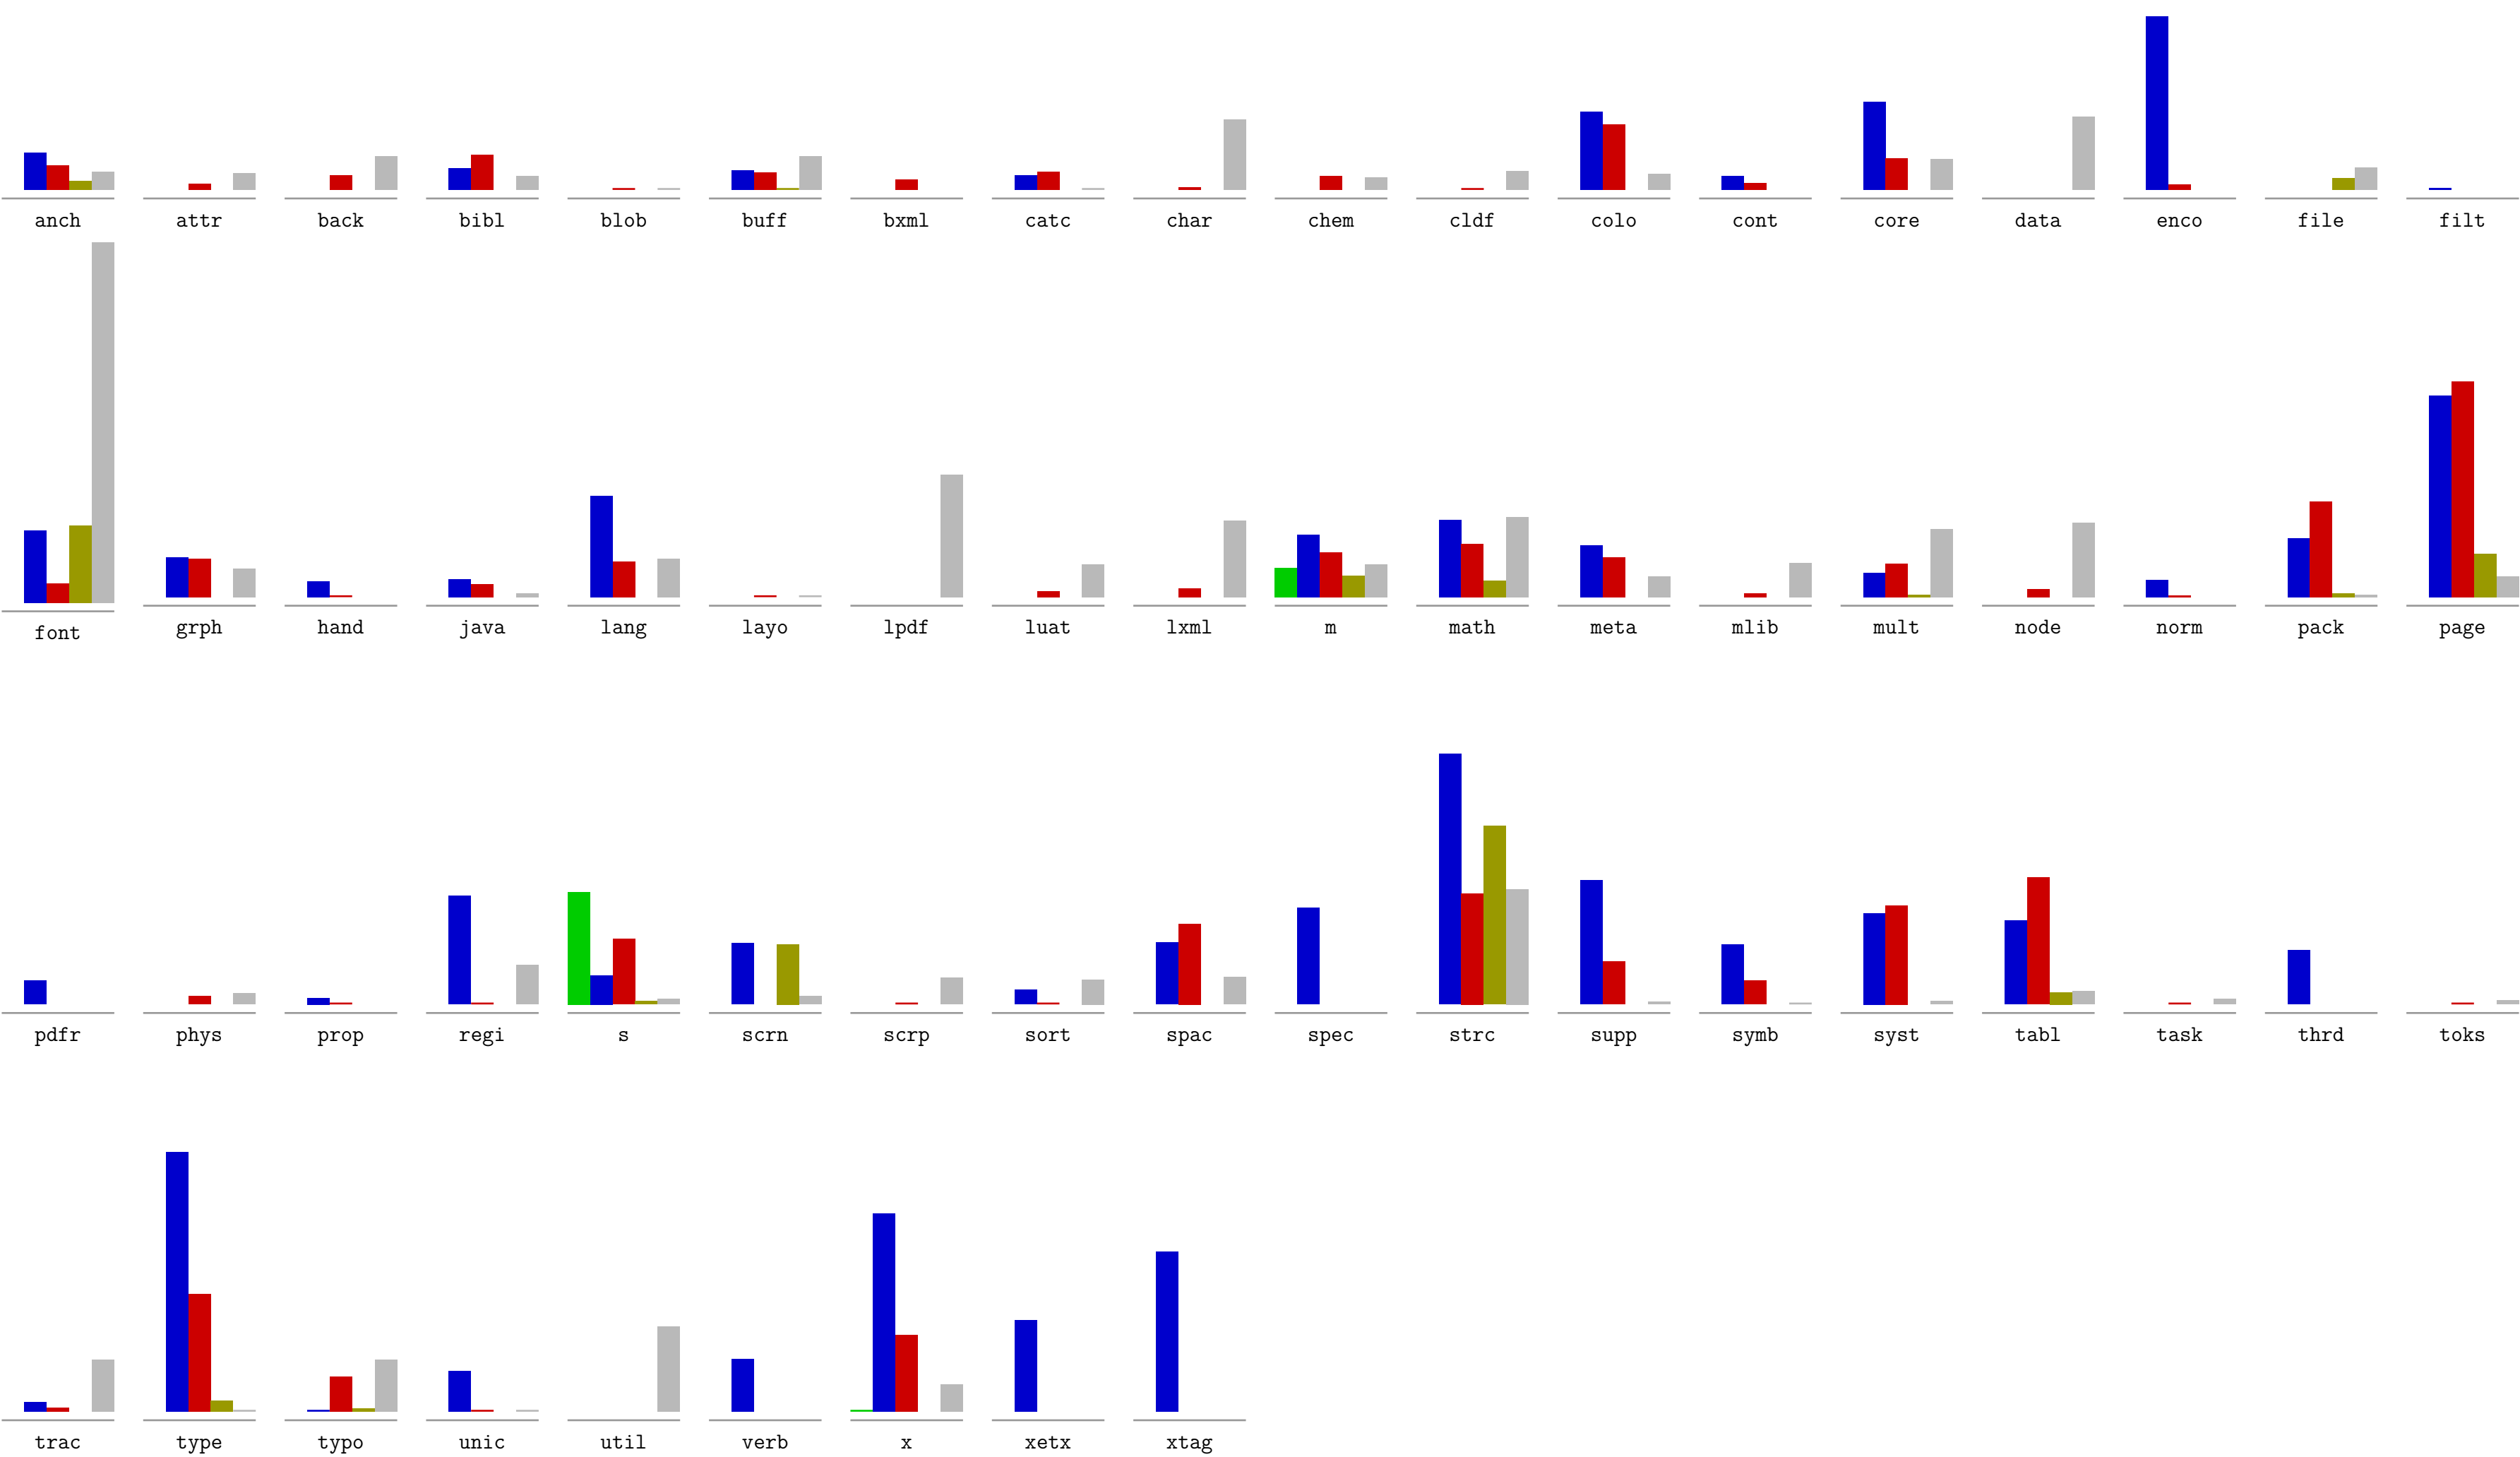 anch attr back bibl blob buff bxml catc char chem cldf colo cont core data enco file filt
font grph hand java lang layo lpdf luat lxml m math meta mlib mult node norm pack page
pdfr phys prop regi s scrn scrp sort spac spec strc supp symb syst tabl task thrd toks
trac type typo unic util verb x xetx xtag